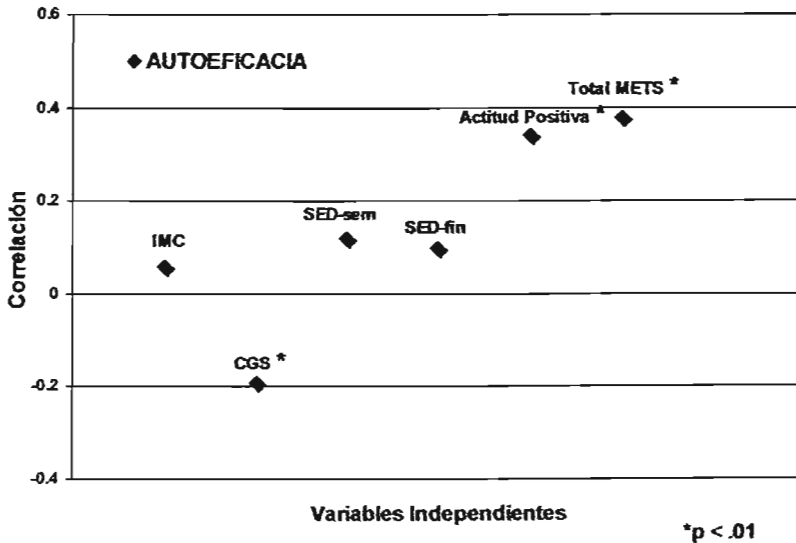 0.6
◆ AUTOEFICACIA
Total METS *
0.4
Actitud Positiva *
0.2
SED-sem
SED-fin
IMC
0
CGS *
-0.2
-0.4
Correlación
Variables Independientes
*p < .01